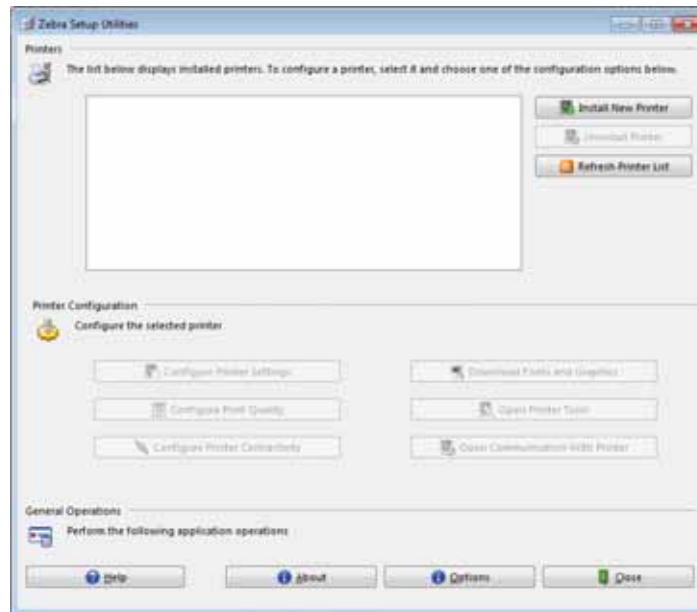 Zebra Setup Utilities
Printers
The list below displays installed printers. To configure a printer, select it and choose one of the configuration options below.
Install New Printer
Uninstall Printer
Refresh Printer List
Printer Configuration
Configure the selected printer
Configure Printer Settings
Download Fonts and Graphics
Configure Print Quality
Open Printer Tools
Configure Printer Connectivity
Open Communication With Printer
General Operations
Perform the following application operations
Help
About
Options
Close